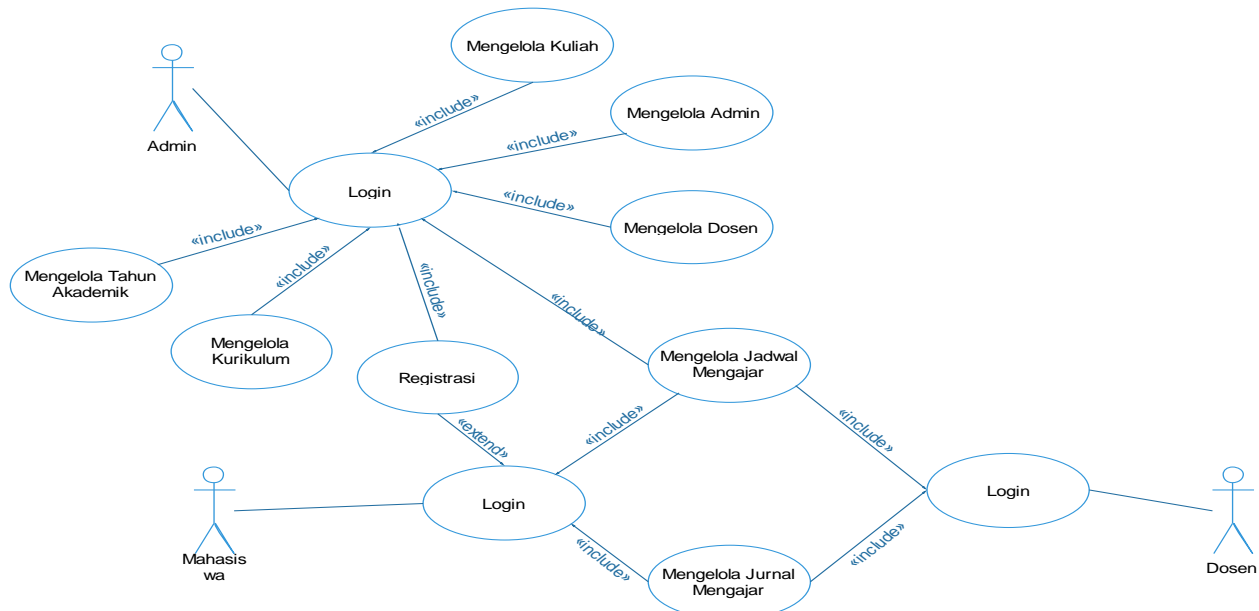 Mengelola Kuliah
Admin
«include»
Mengelola Admin
«include»
Login
«include»
Mengelola Dosen
«include»
Mengelola Tahun
Akademik
«include»
«include»
«include»
Mengelola
Kurikulum
Registrasi
Mengelola Jadwal
Mengajar
«extend»
«include»
«include»
Login
Login
Mahasis
wa
«include»
«include»
Mengelola Jurnal
Mengajar
Dosen